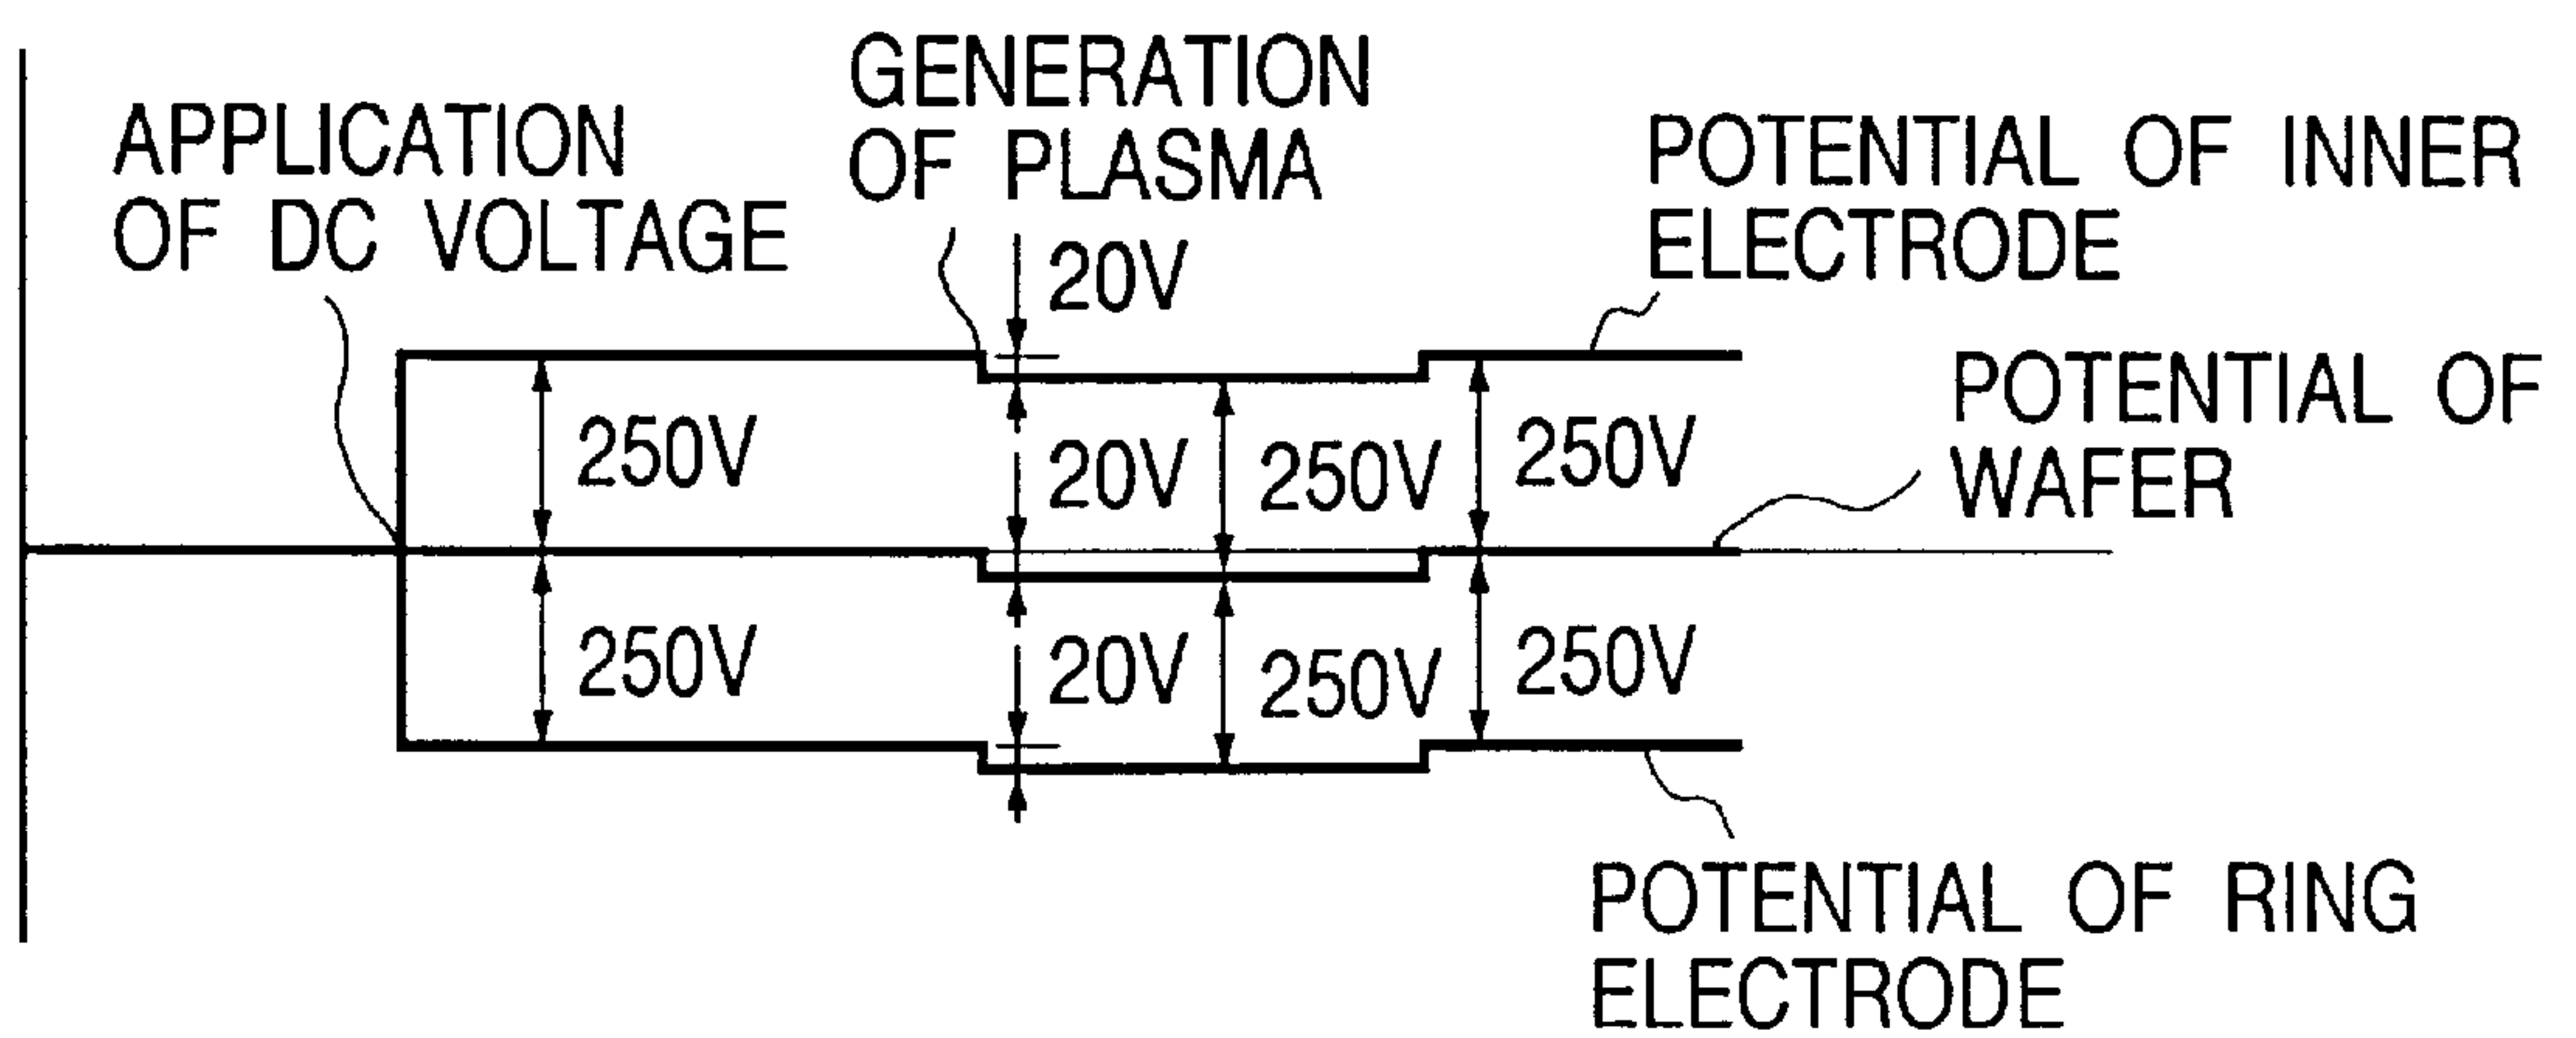 GENERATION
OF PLASMA
APPLICATION
OF DC VOLTAGE
POTENTIAL OF INNER
ELECTRODE
20V
POTENTIAL OF
WAFER
250V
20V
250V
250V
250V
20V
250V
250V
POTENTIAL OF RING
ELECTRODE